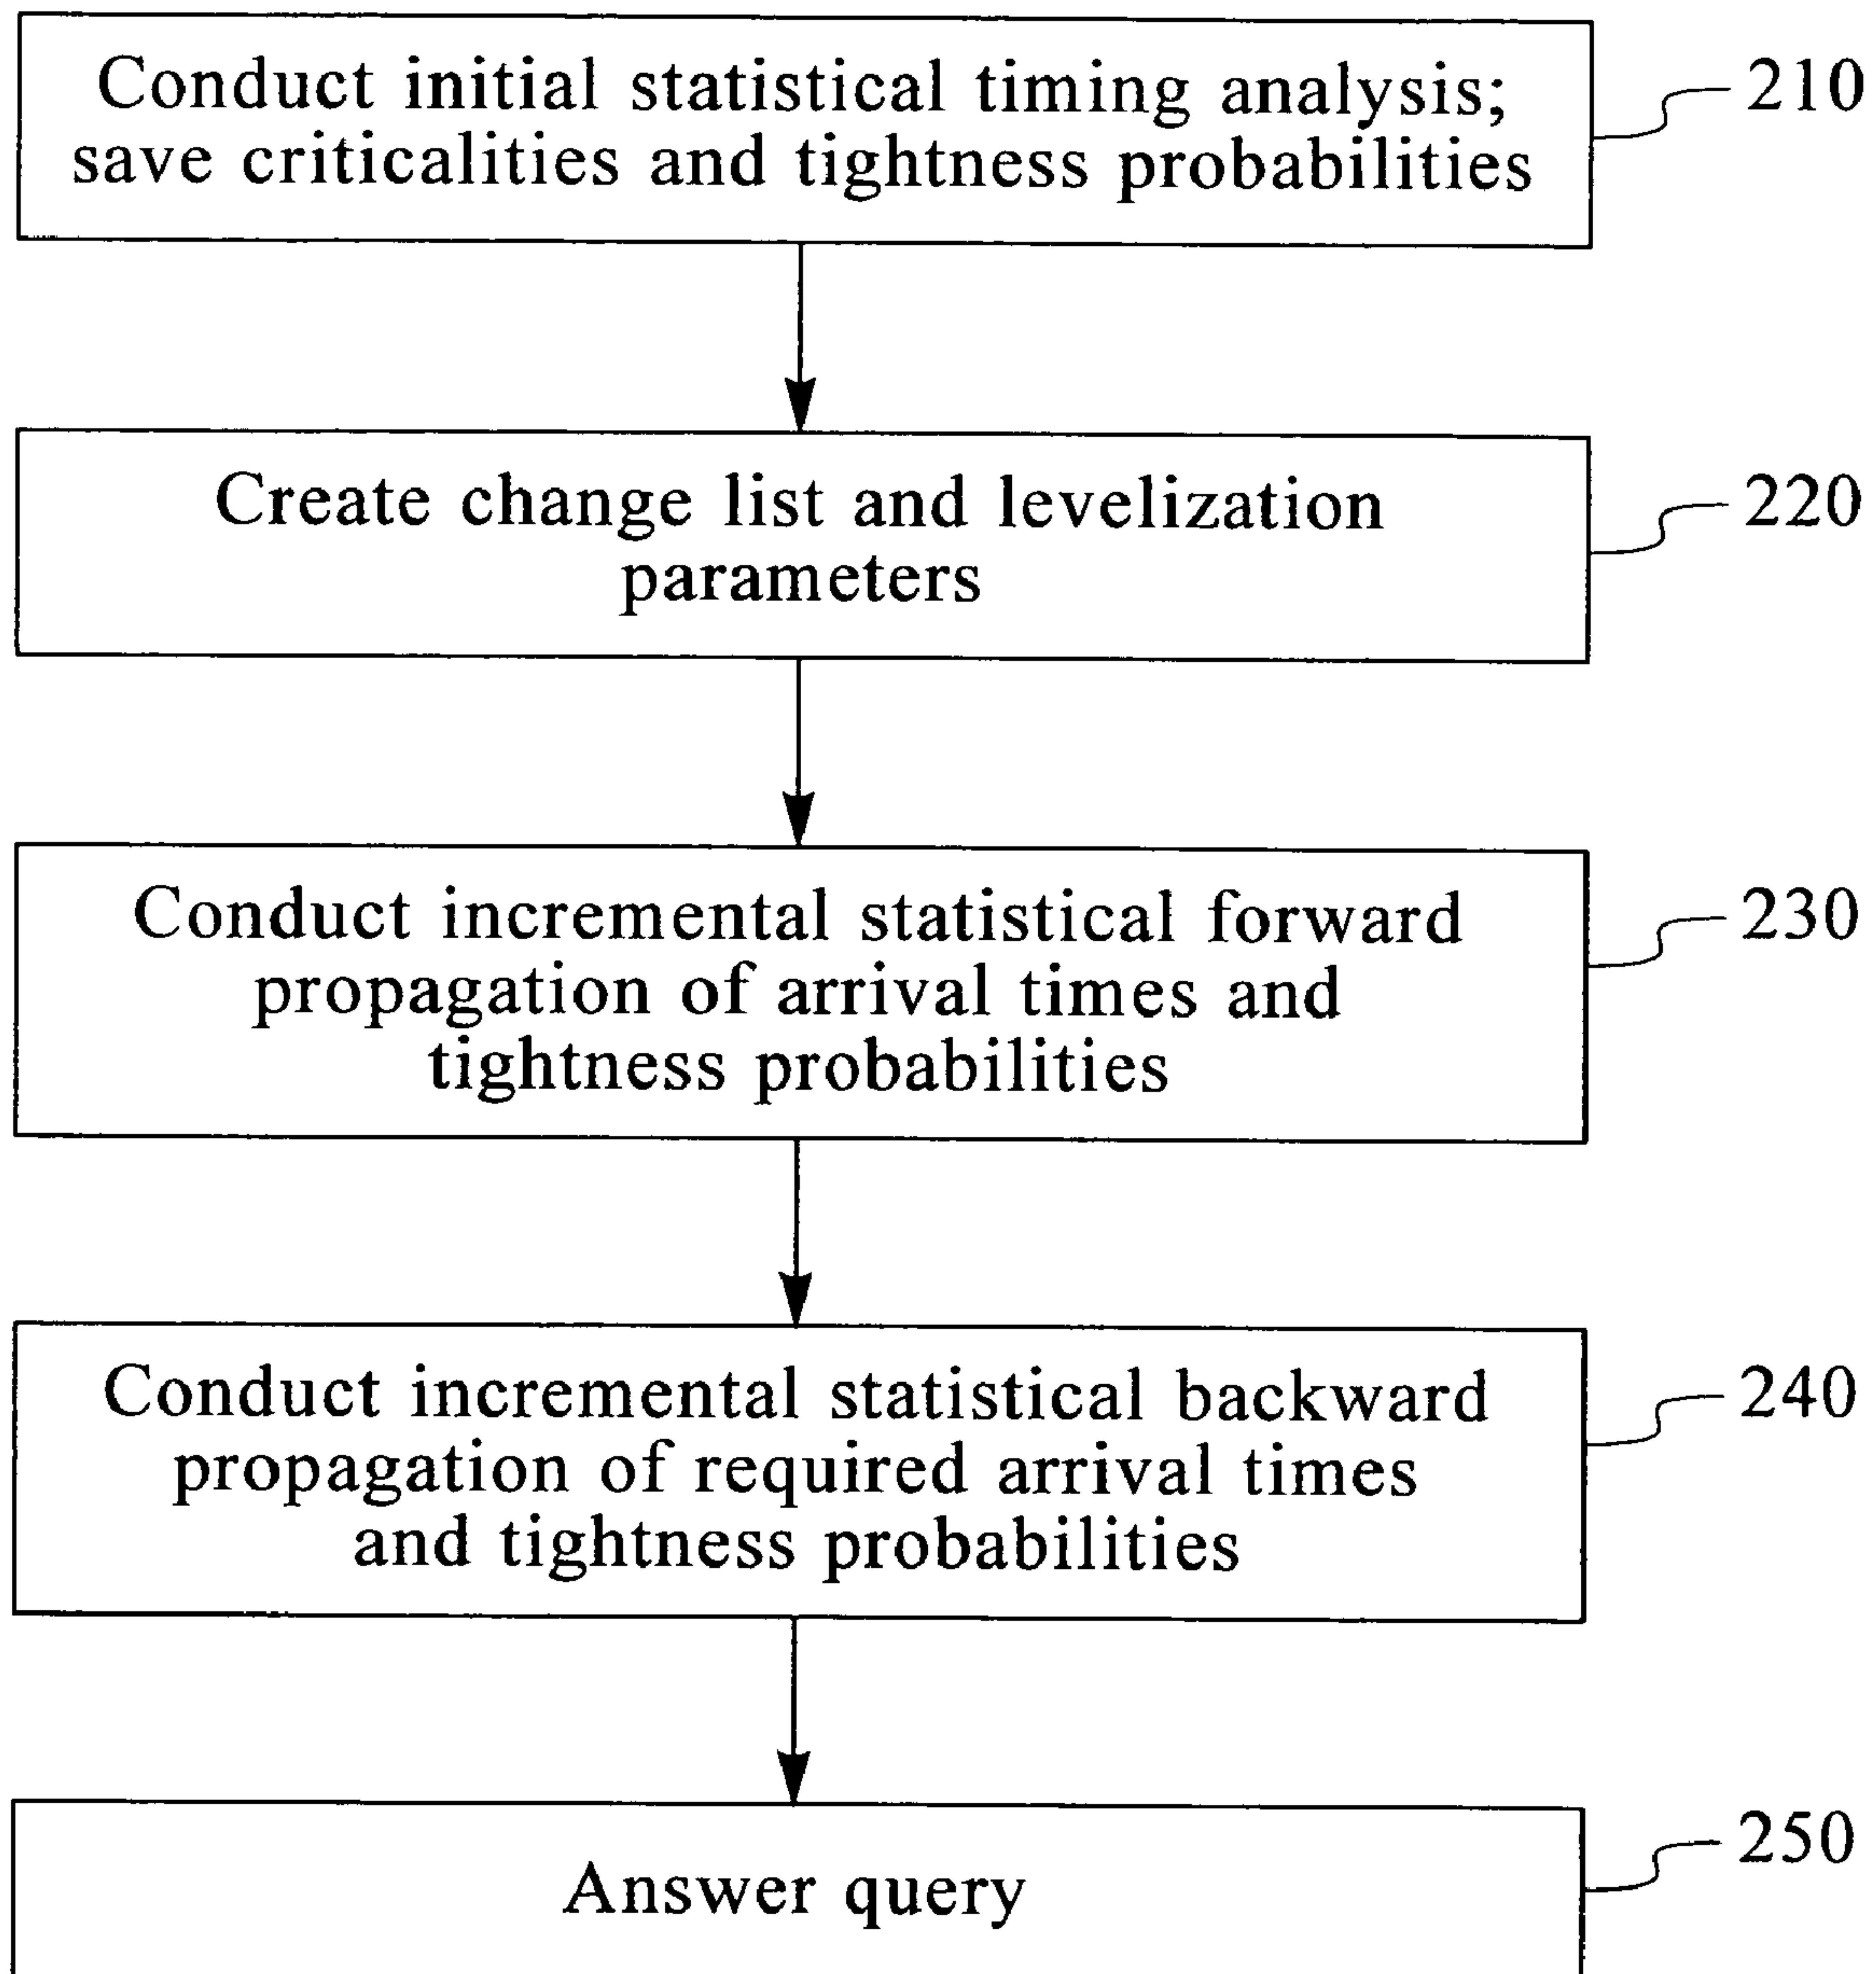 Conduct initial statistical timing analysis;
save criticalities and tightness probabilities
210
Create change list and levelization
parameters
220
Conduct incremental statistical forward
propagation of arrival times and
tightness probabilities
230
Conduct incremental statistical backward
propagation of required arrival times
and tightness probabilities
240
Answer query
250